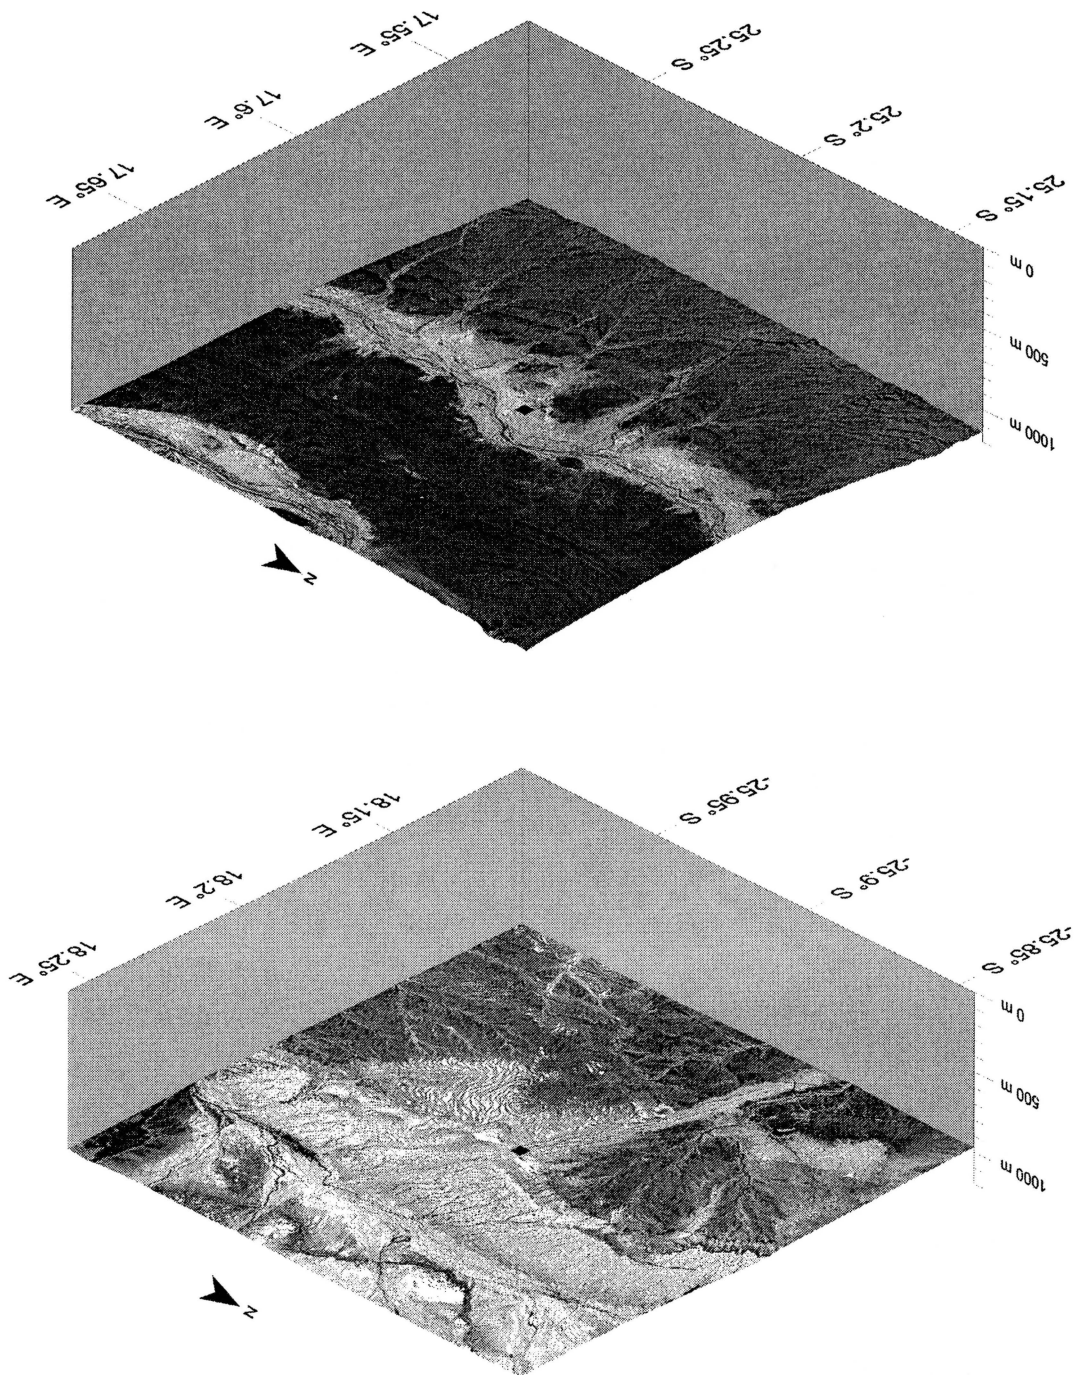 N
1000 m
500 m
0 m
-25.85° S
-25.9° S
-25.95° S
18.25° E
18.2° E
18.15° E
N
1000 m
500 m
0 m
25.15° S
25.2° S
25.25° S
17.65° E
17.6° E
17.55° E